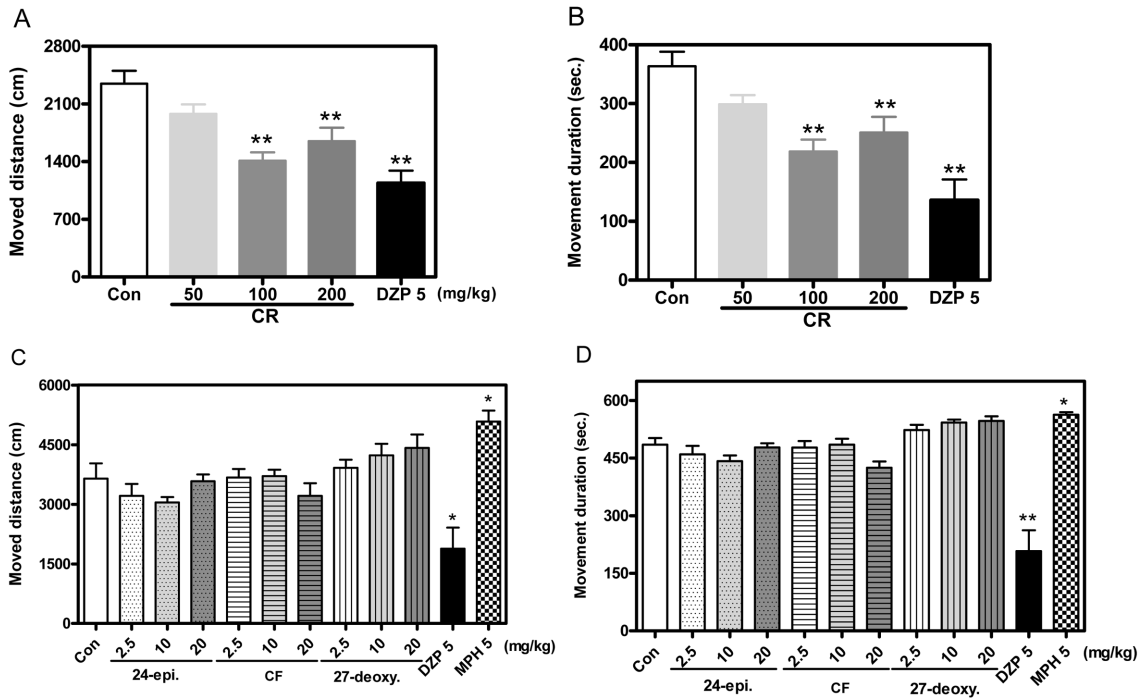 A
Moved distance (cm)
2800
2100
1400
700
0
**
**
**
Con
50
100
200
DZP 5
(mg/kg)
CR
B
Movement duration (sec.)
400
300
200
100
0
**
**
**
Con
50
100
200
DZP 5
CR
C
Moved distance (cm)
6000
4500
3000
1500
0
*
*
Con
2.5
10
20
2.5
10
20
2.5
10
20
DZP 5
MPH 5
(mg/kg)
24-epi.
CF
27-deoxy.
D
Movement duration (sec.)
600
450
300
150
0
**
*
Con
2.5
10
20
2.5
10
20
2.5
10
20
DZP 5
MPH 5
(mg/kg)
24-epi.
CF
27-deoxy.